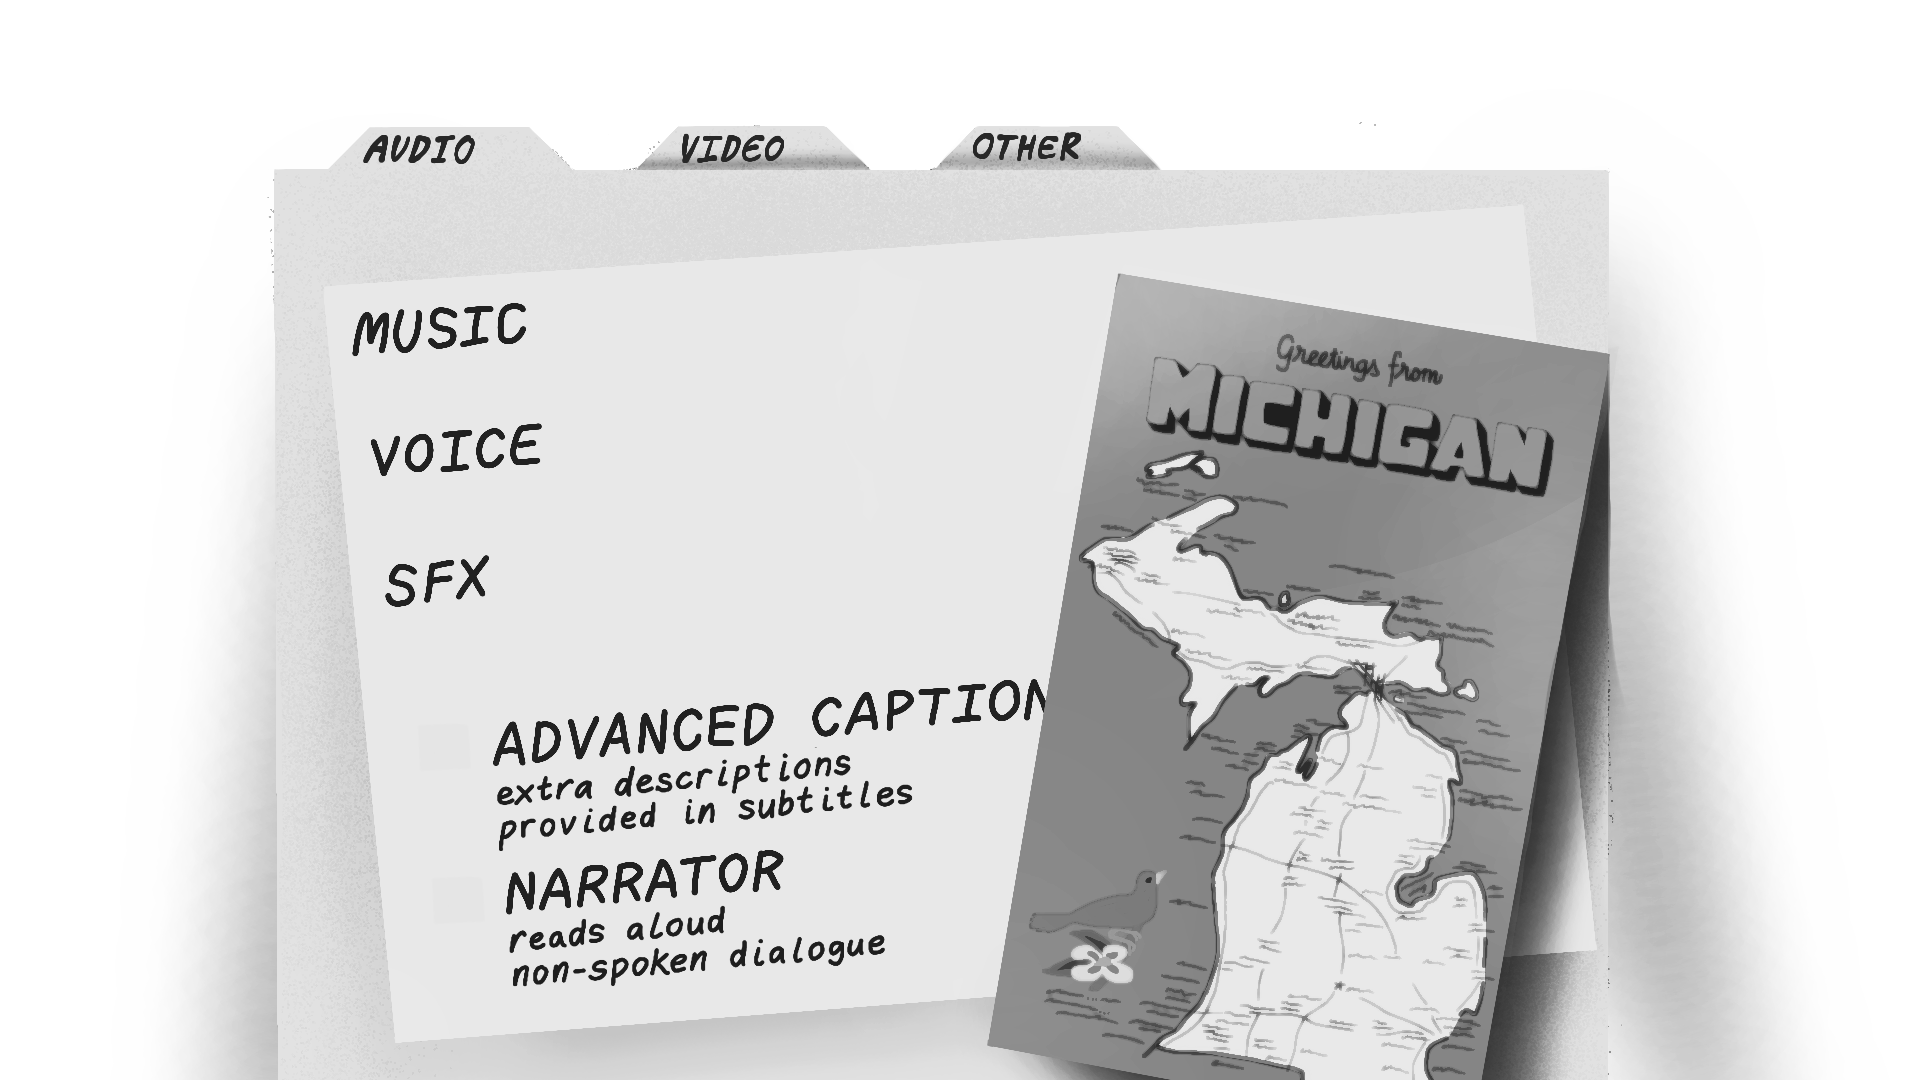 AUDIO
VIDEO
OTHER
MUSIC
VOICE
SFX
ADVANCED CAPTION
extra descriptions
provided in subtitles
NARRATOR
reads aloud
non-spoken dialogue
Greetings from
MICHIGAN